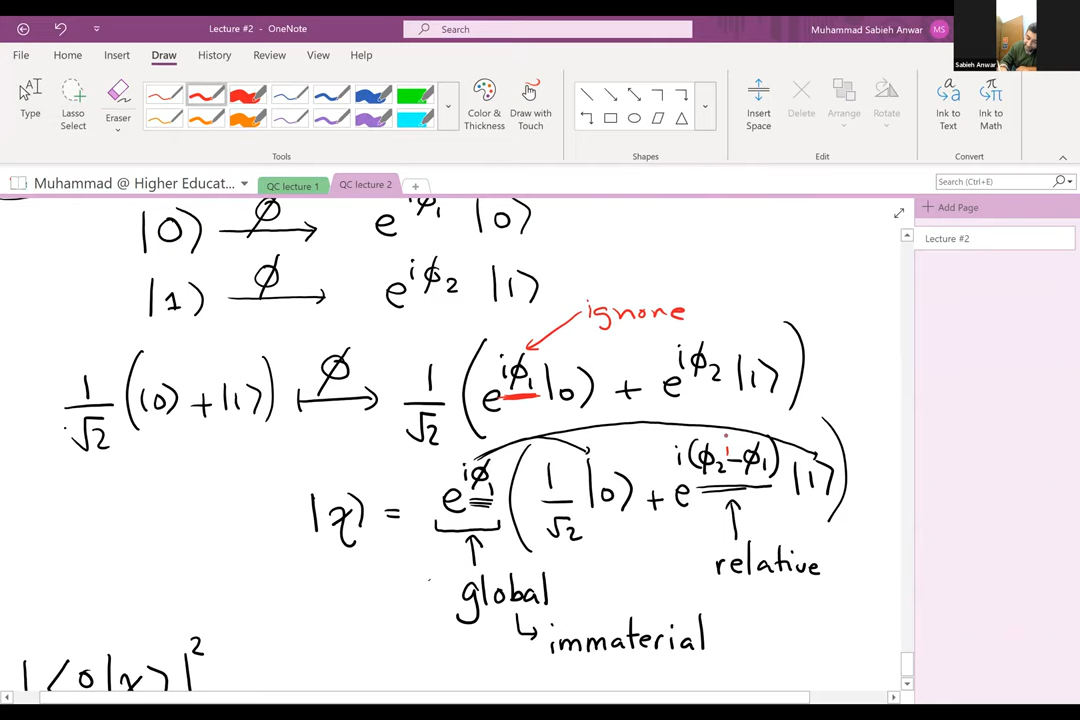 Lecture #2 - OneNote
Search
Muhammad Sabieh Anwar
MS
Sabieh Anwar
File Home Insert Draw History Review View Help
Type
Lasso Select
Eraser
Color & Thickness
Draw with Touch
Insert Space
Delete
Arrange
Rotate
Ink to Text
Ink to Math
Tools
Shapes
Edit
Convert
Muhammad @ Higher Educat...
QC lecture 1
QC lecture 2
Search (Ctrl+E)
Add Page
Lecture #2
|0⟩ —ϕ→ e^{iϕ₁} |0⟩
|1⟩ —ϕ→ e^{iϕ₂} |1⟩
ignone
1/√2 (|0⟩ + |1⟩) —ϕ→ 1/√2 (e^{iϕ₁}|0⟩ + e^{iϕ₂}|1⟩)
|χ⟩ = e^{iϕ₁} (1/√2 |0⟩ + e^{i(ϕ₂-ϕ₁)} |1⟩)
relative
global
↳ immaterial
|⟨0|χ⟩|²